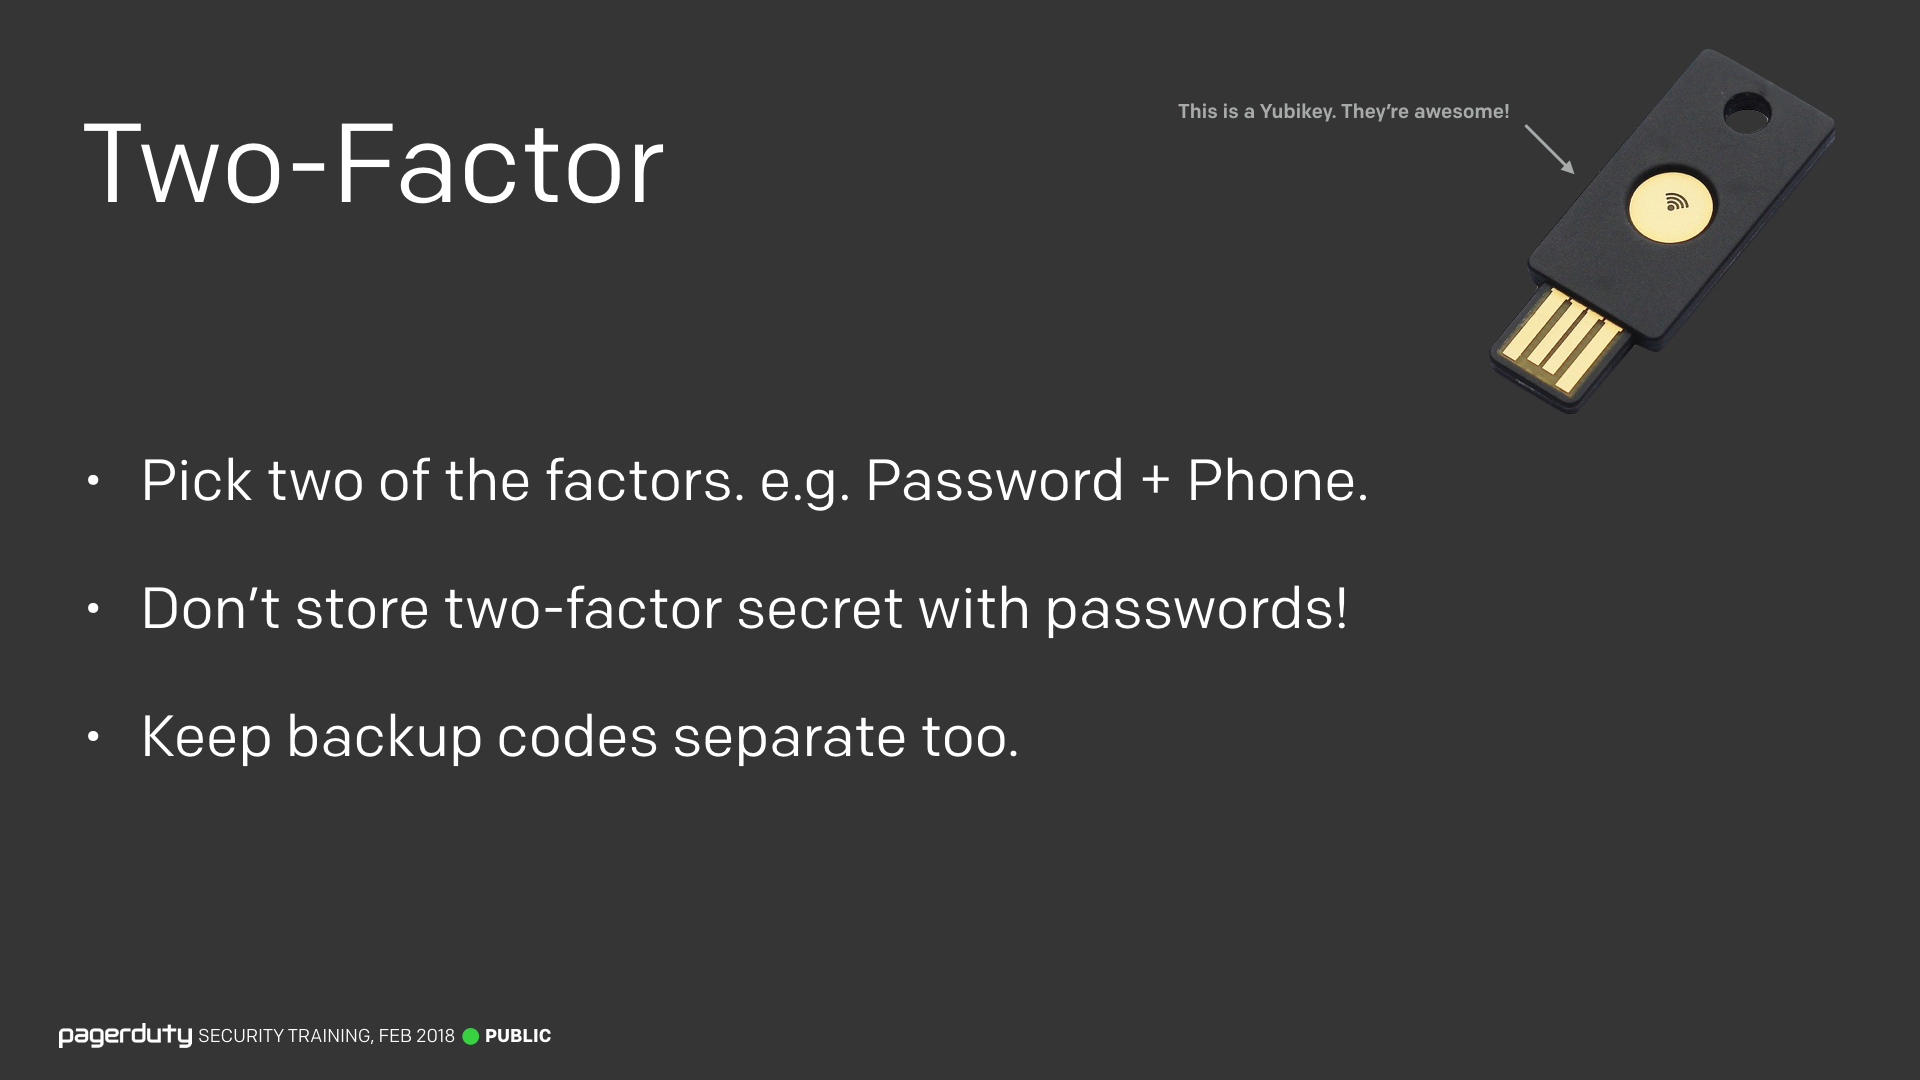 This is a Yubikey. They’re awesome!
Two-Factor
• Pick two of the factors. e.g. Password + Phone.
• Don’t store two-factor secret with passwords!
• Keep backup codes separate too.
pagerduty SECURITY TRAINING, FEB 2018 PUBLIC